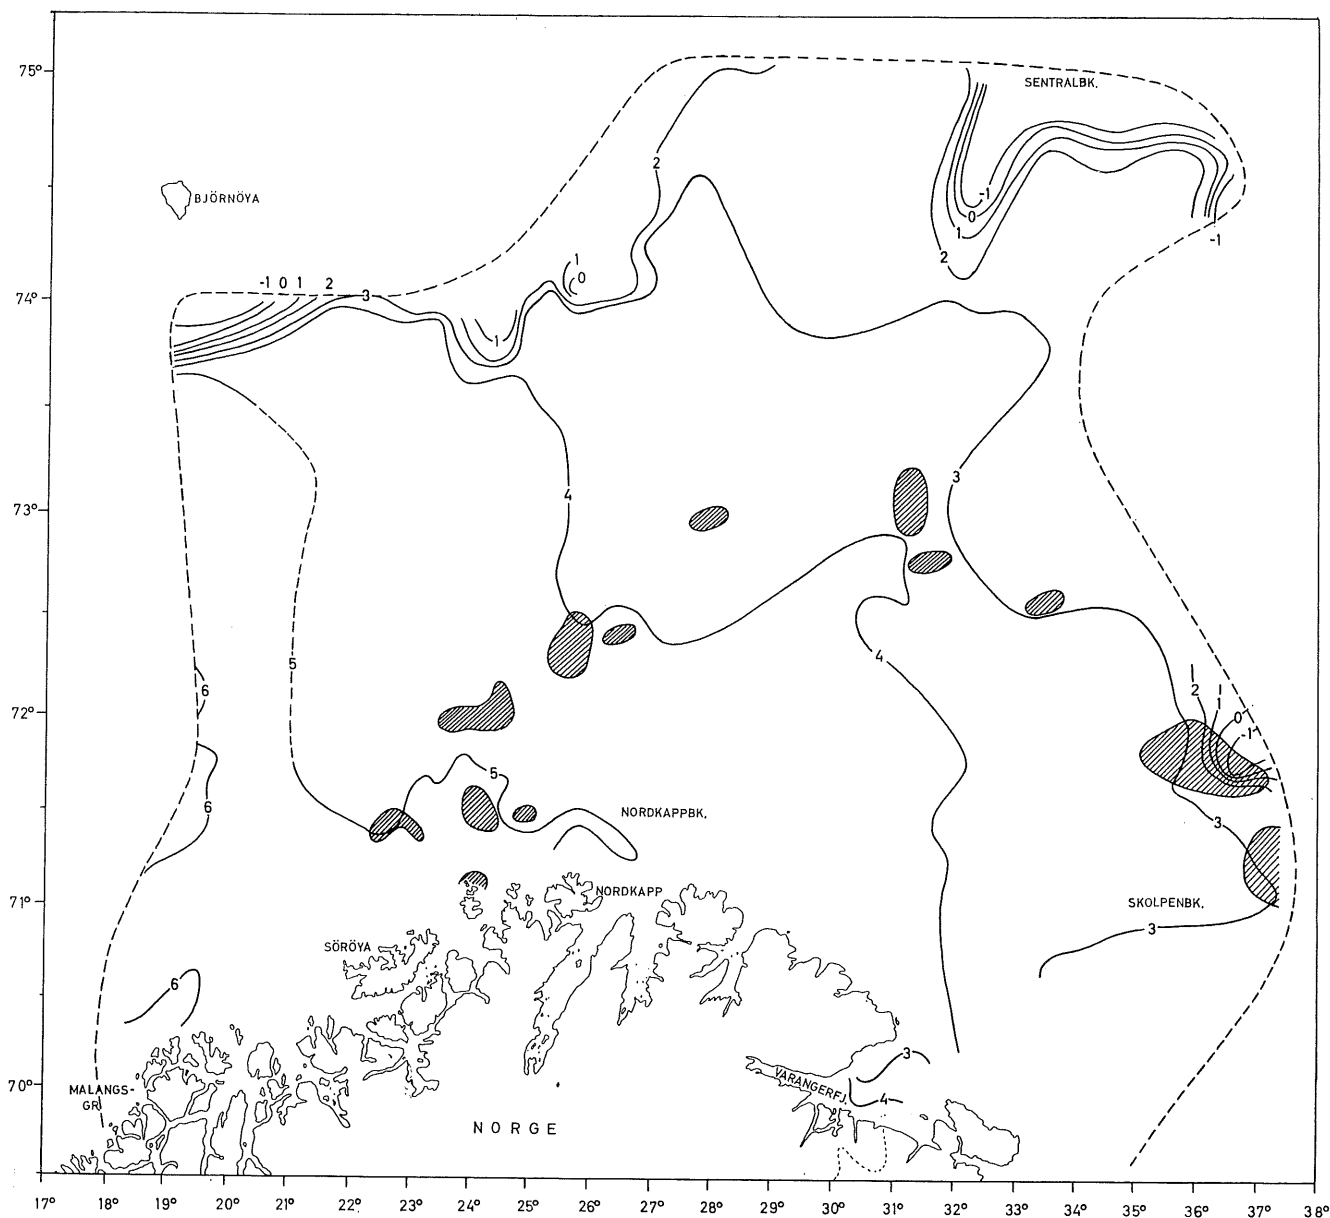 75°
SENTRALBK.
2
BJÖRNÖYA
-1
0
1
2
-1
1
0
-1 0 1 2
3
74°
1
3
4
73°
5
4
6
2
1
0
-1
72°
5
6
NORDKAPPBK.
3
71°
NORDKAPP
SKOLPENBK.
3
SÖRÖYA
6
3
70°
MALANGS-
GR.
VARANGERFJ.
4
NORGE
17° 18° 19° 20° 21° 22° 23° 24° 25° 26° 27° 28° 29° 30° 31° 32° 33° 34° 35° 36° 37° 38°